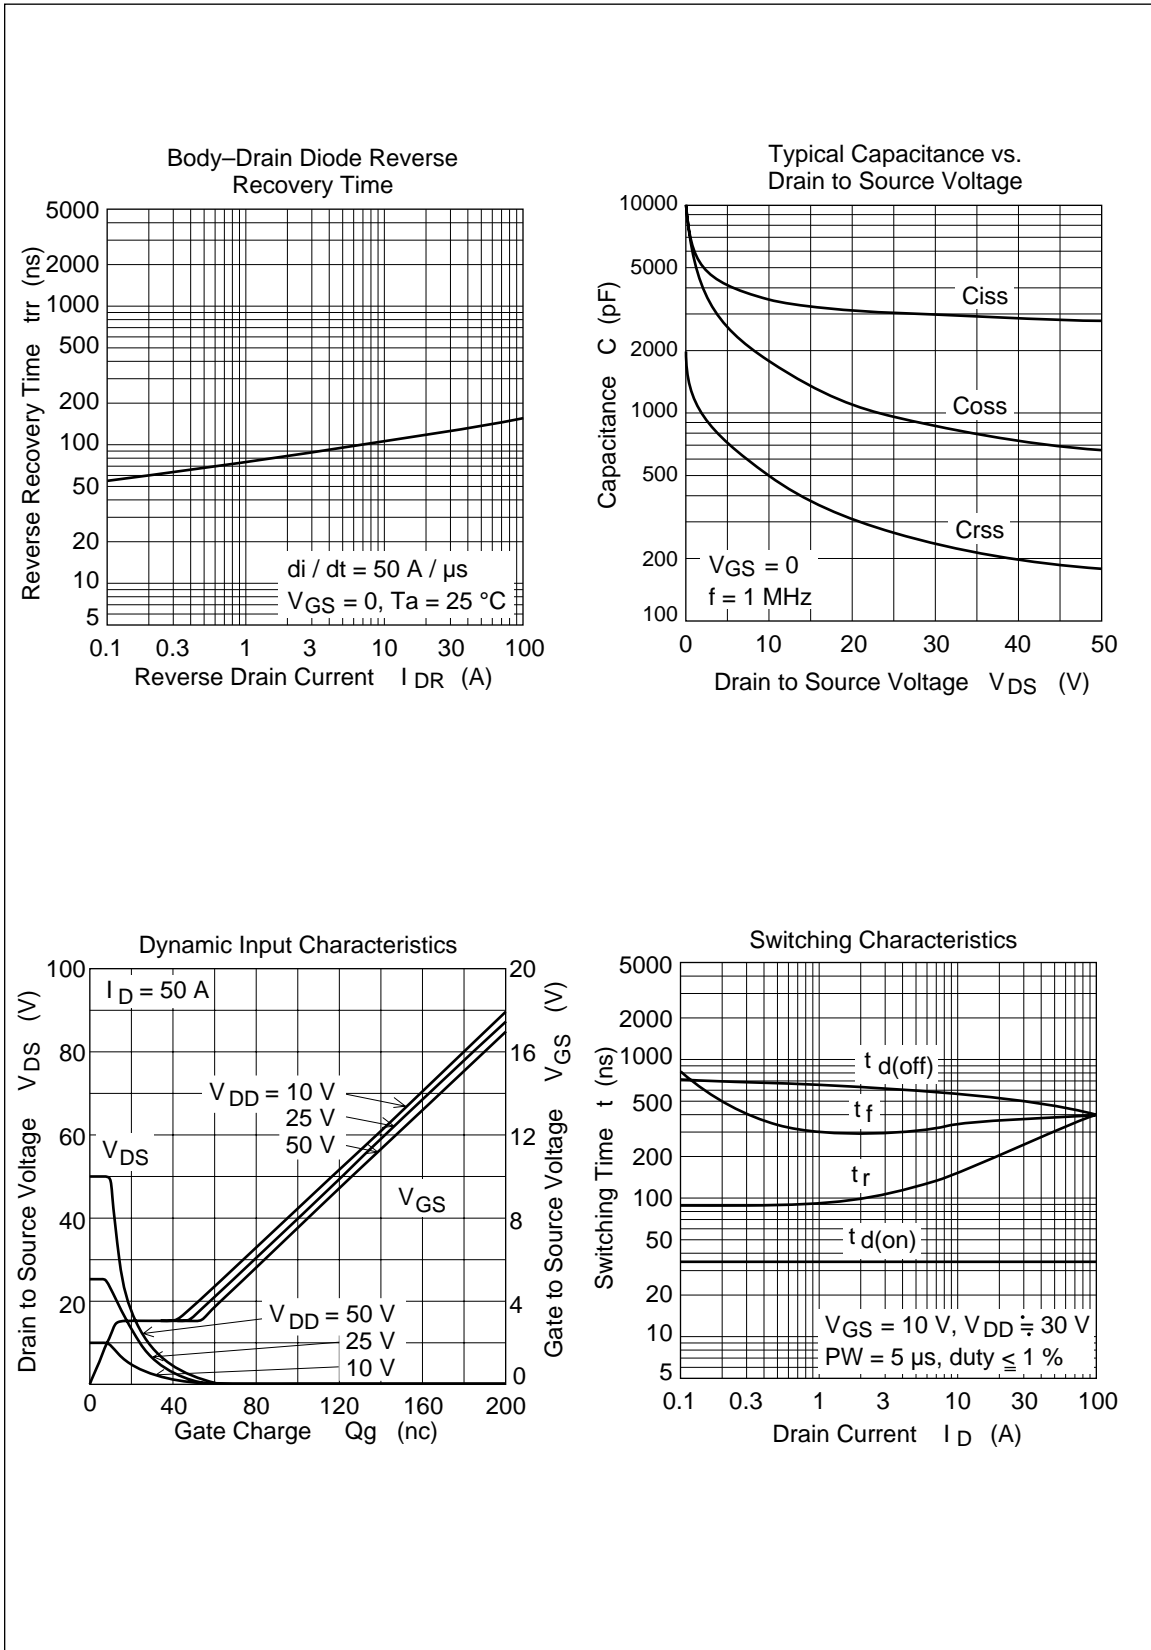 Body–Drain Diode Reverse
Recovery Time
Reverse Recovery Time trr (ns)
5000
2000
1000
500
200
100
50
20
10
5
di / dt = 50 A / µs
VGS = 0, Ta = 25 °C
0.1 0.3 1 3 10 30 100
Reverse Drain Current I DR (A)
Typical Capacitance vs.
Drain to Source Voltage
Capacitance C (pF)
10000
5000
2000
1000
500
200
100
Ciss
Coss
Crss
VGS = 0
f = 1 MHz
0 10 20 30 40 50
Drain to Source Voltage VDS (V)
Dynamic Input Characteristics
Drain to Source Voltage VDS (V)
100
80
60
40
20
I D = 50 A
VDD = 10 V
25 V
50 V
VDS
VGS
VDD = 50 V
25 V
10 V
20
16
12
8
4
0
Gate to Source Voltage VGS (V)
0 40 80 120 160 200
Gate Charge Qg (nc)
Switching Characteristics
Switching Time t (ns)
5000
2000
1000
500
200
100
50
20
10
5
t d(off)
t f
t r
t d(on)
VGS = 10 V, VDD ≑ 30 V
PW = 5 µs, duty ≦ 1 %
0.1 0.3 1 3 10 30 100
Drain Current I D (A)